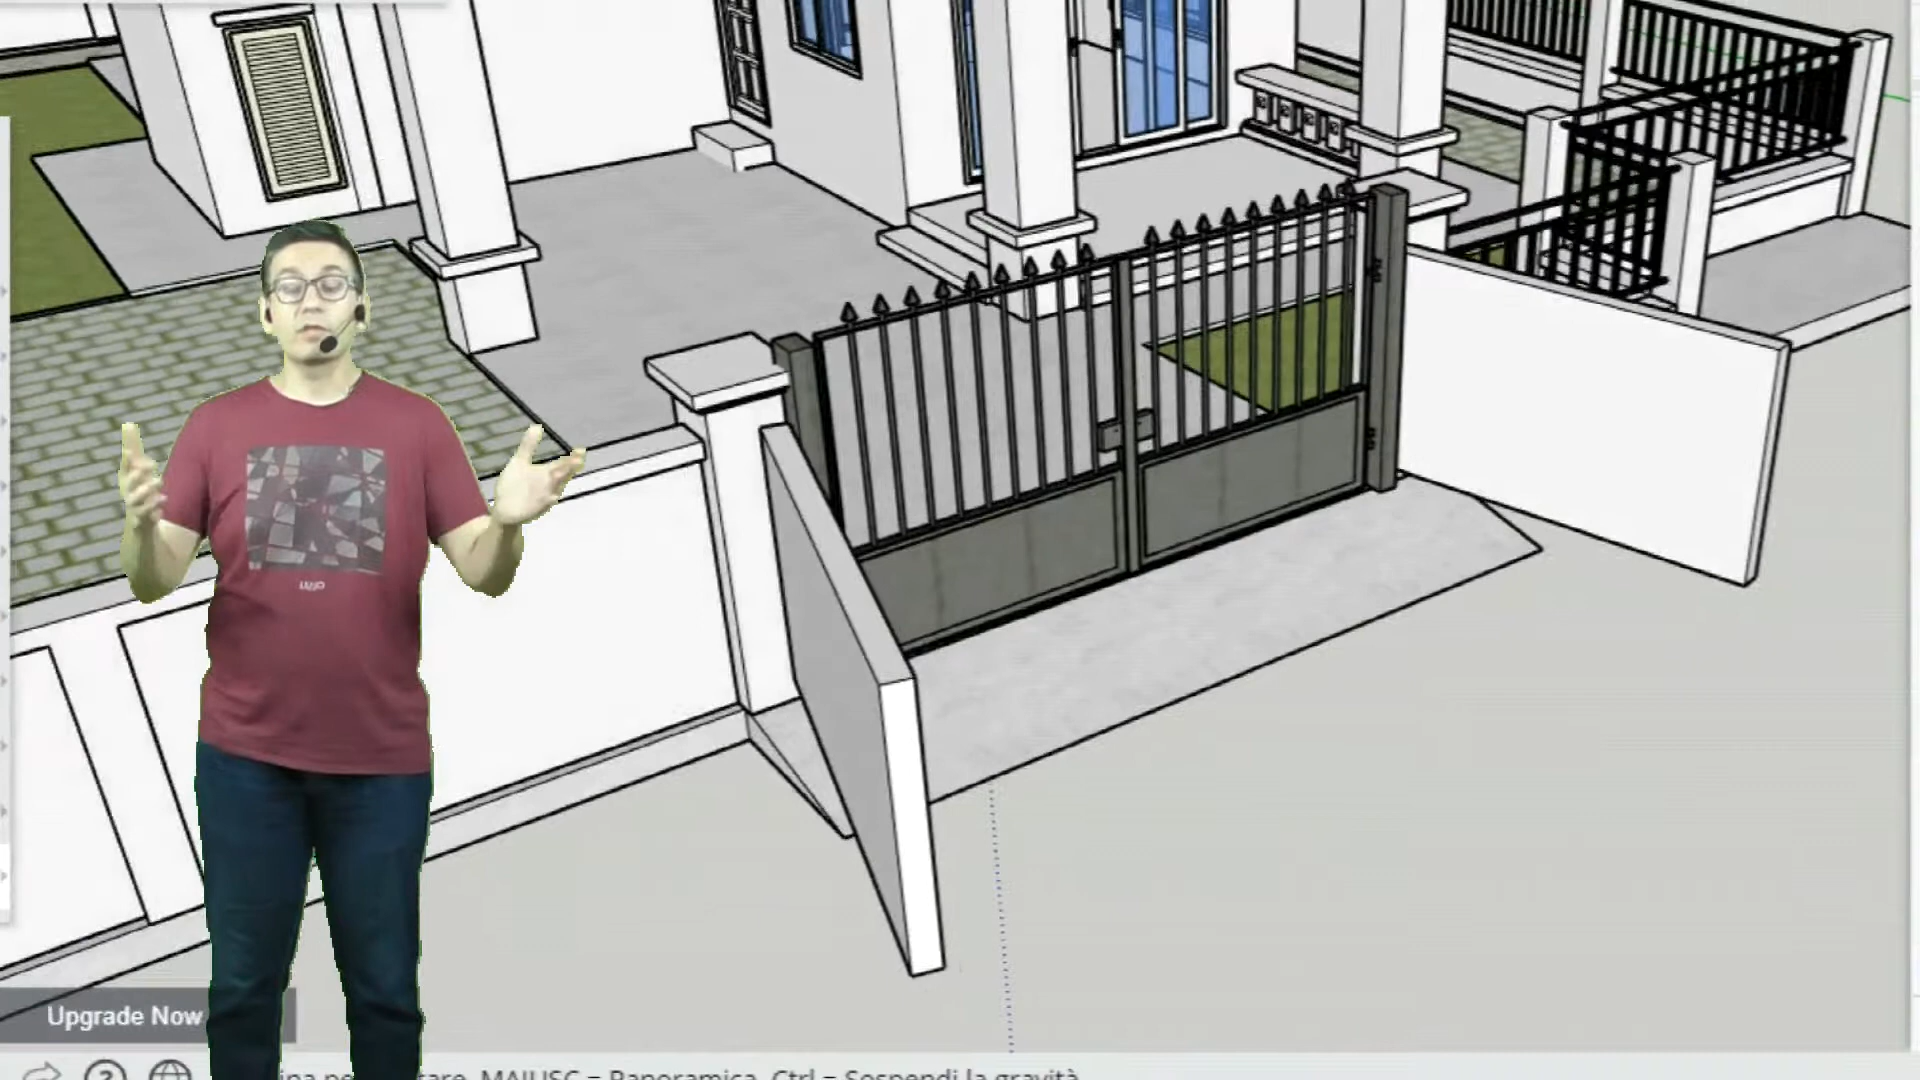 Upgrade Now
MAIUSC = Panoramica, Ctrl = Sospendi la gravità